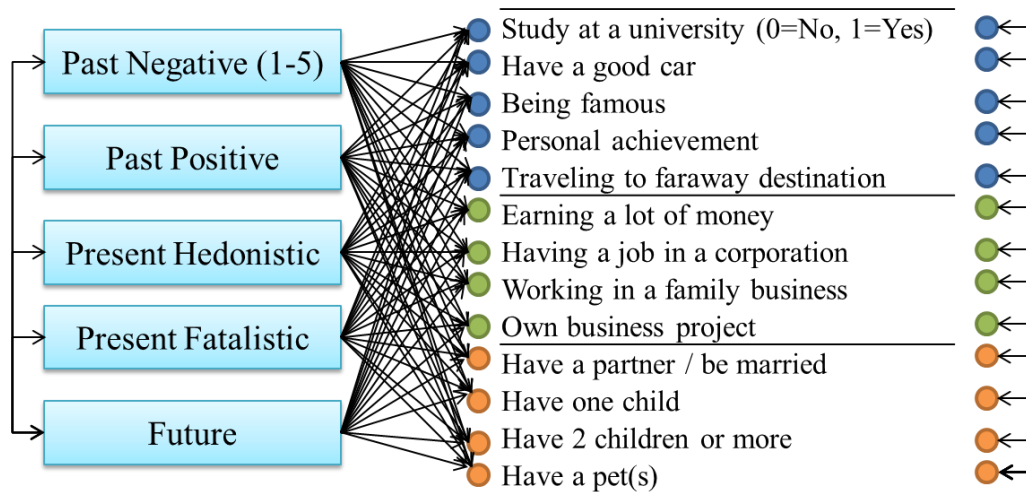 Past Negative (1-5)
Past Positive
Present Hedonistic
Present Fatalistic
Future
Study at a university (0=No, 1=Yes)
Have a good car
Being famous
Personal achievement
Traveling to faraway destination
Earning a lot of money
Having a job in a corporation
Working in a family business
Own business project
Have a partner / be married
Have one child
Have 2 children or more
Have a pet(s)